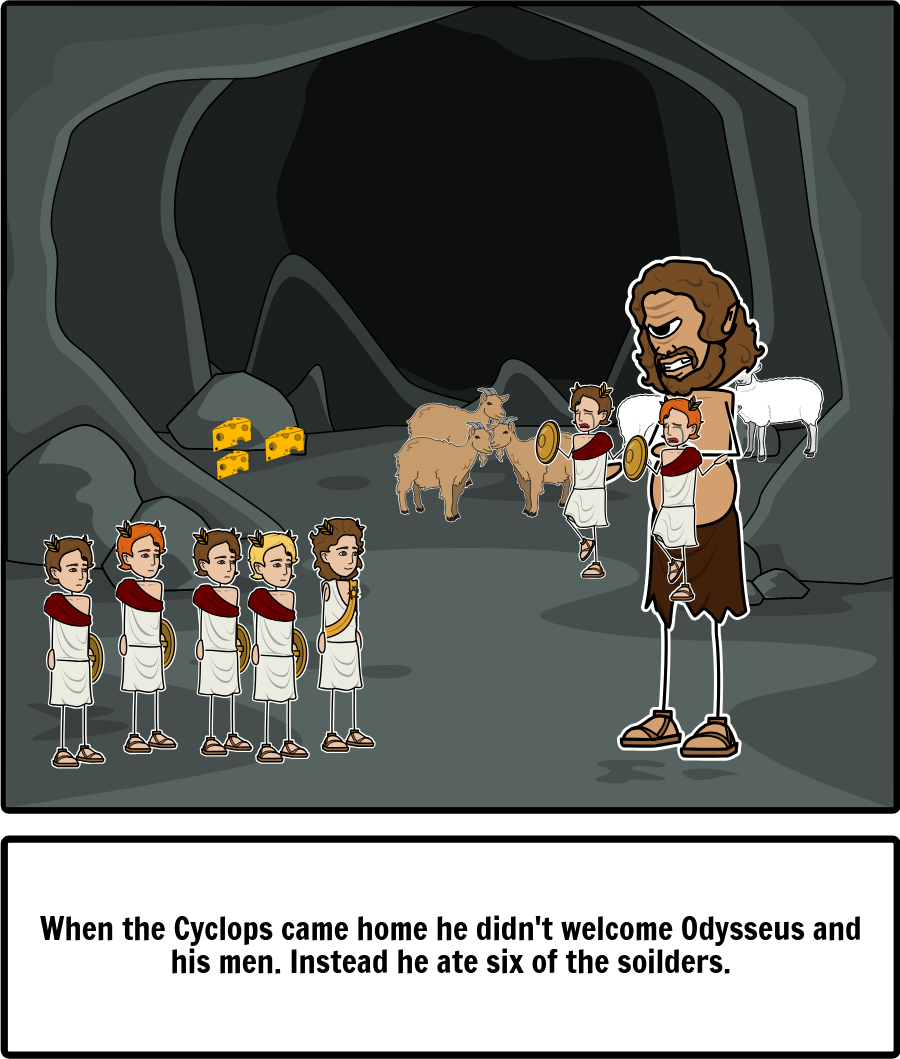 When the Cyclops came home he didn't welcome Odysseus and
his men. Instead he ate six of the soilders.